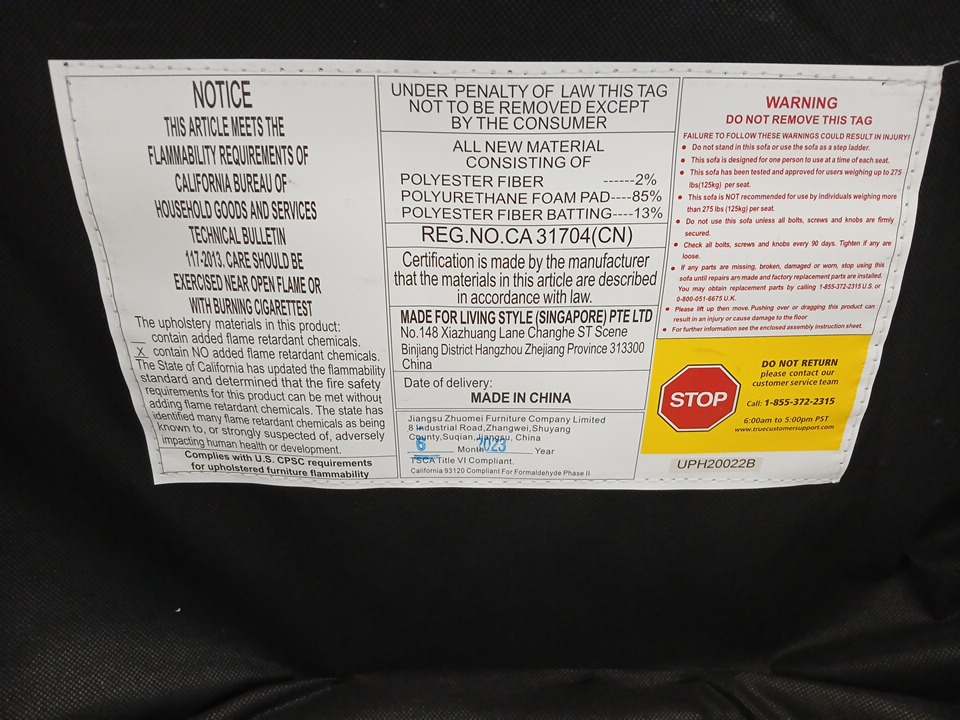 NOTICE
THIS ARTICLE MEETS THE
FLAMMABILITY REQUIREMENTS OF
CALIFORNIA BUREAU OF
HOUSEHOLD GOODS AND SERVICES
TECHNICAL BULLETIN
117-2013. CARE SHOULD BE
EXERCISED NEAR OPEN FLAME OR
WITH BURNING CIGARETTEST
The upholstery materials in this product:
__ contain added flame retardant chemicals.
X contain NO added flame retardant chemicals.
The State of California has updated the flammability
standard and determined that the fire safety
requirements for this product can be met without
adding flame retardant chemicals. The state has
identified many flame retardant chemicals as being
known to, or strongly suspected of, adversely
impacting human health or development.
Complies with U.S. CPSC requirements
for upholstered furniture flammability
UNDER PENALTY OF LAW THIS TAG
NOT TO BE REMOVED EXCEPT
BY THE CONSUMER
ALL NEW MATERIAL
CONSISTING OF
POLYESTER FIBER ------2%
POLYURETHANE FOAM PAD----85%
POLYESTER FIBER BATTING----13%
REG.NO.CA 31704(CN)
Certification is made by the manufacturer
that the materials in this article are described
in accordance with law.
MADE FOR LIVING STYLE (SINGAPORE) PTE LTD
No.148 Xiazhuang Lane Changhe ST Scene
Binjiang District Hangzhou Zhejiang Province 313300
China
Date of delivery:
MADE IN CHINA
Jiangsu Zhuomei Furniture Company Limited
8 Industrial Road,Zhangwei,Shuyang
County,Suqian,Jiangsu, China
6 Month 2023 Year
TSCA Title VI Compliant.
California 93120 Compliant For Formaldehyde Phase II
WARNING
DO NOT REMOVE THIS TAG
FAILURE TO FOLLOW THESE WARNINGS COULD RESULT IN INJURY!
• Do not stand in this sofa or use the sofa as a step ladder.
• This sofa is designed for one person to use at a time of each seat.
• This sofa has been tested and approved for users weighing up to 275
lbs(125kg) per seat.
• This sofa is NOT recommended for use by individuals weighing more
than 275 lbs (125kg) per seat.
• Do not use this sofa unless all bolts, screws and knobs are firmly
secured.
• Check all bolts, screws and knobs every 90 days. Tighten if any are
loose.
• If any parts are missing, broken, damaged or worn, stop using this
sofa until repairs are made and factory replacement parts are installed.
You may obtain replacement parts by calling 1-855-372-2315 U.S. or
0-800-051-6675 U.K.
• Please lift up then move.Pushing over or dragging this product can
result in an injury or cause damage to the floor
• For further information see the enclosed assembly instruction sheet.
STOP
DO NOT RETURN
please contact our
customer service team
Call: 1-855-372-2315
6:00am to 5:00pm PST
www.truecustomersupport.com
UPH20022B